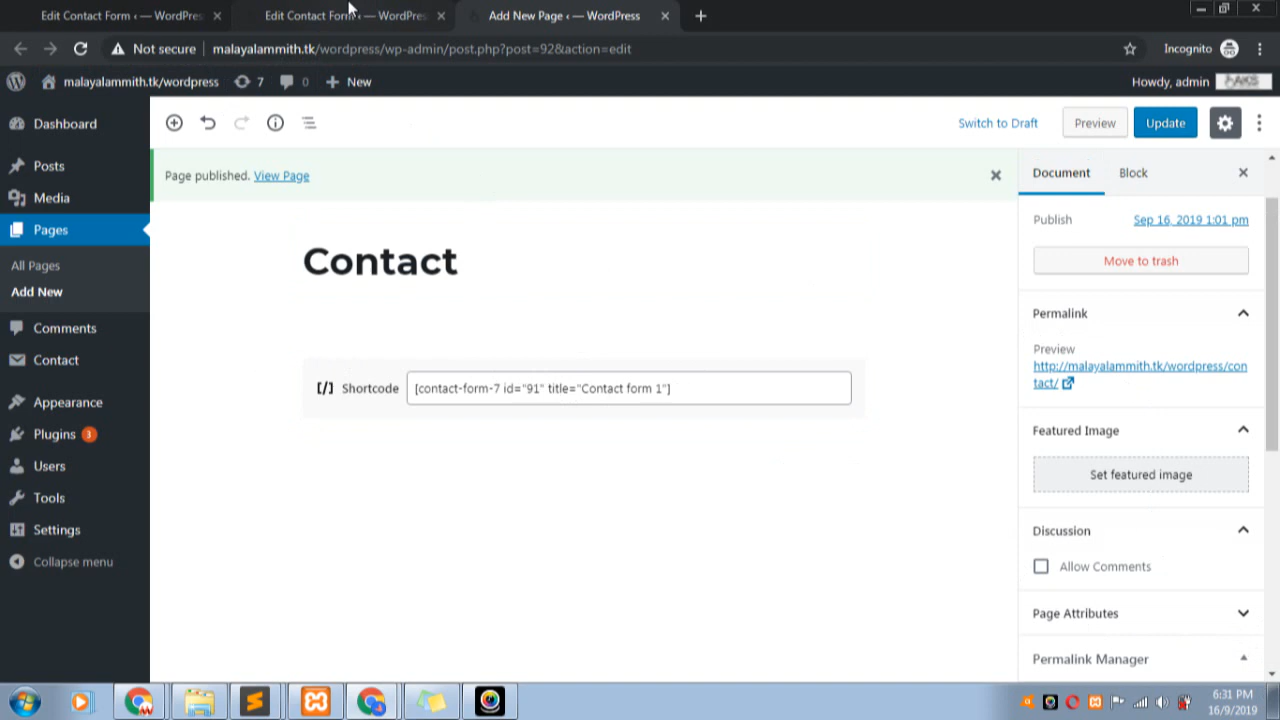 Edit Contact Form ‹ — WordPres
Edit Contact Form ‹ — WordPres
Add New Page ‹ — WordPress
Not secure
malayalammith.tk/wordpress/wp-admin/post.php?post=92&action=edit
Incognito
malayalammith.tk/wordpress
7
0
New
Howdy, admin
Dashboard
Posts
Media
Pages
All Pages
Add New
Comments
Contact
Appearance
Plugins 3
Users
Tools
Settings
Collapse menu
Switch to Draft
Preview
Update
Page published. View Page
Contact
[/] Shortcode
[contact-form-7 id="91" title="Contact form 1"]
Document
Block
Publish
Sep 16, 2019 1:01 pm
Move to trash
Permalink
Preview
http://malayalammith.tk/wordpress/con
tact/
Featured Image
Set featured image
Discussion
Allow Comments
Page Attributes
Permalink Manager
6:31 PM
16/9/2019